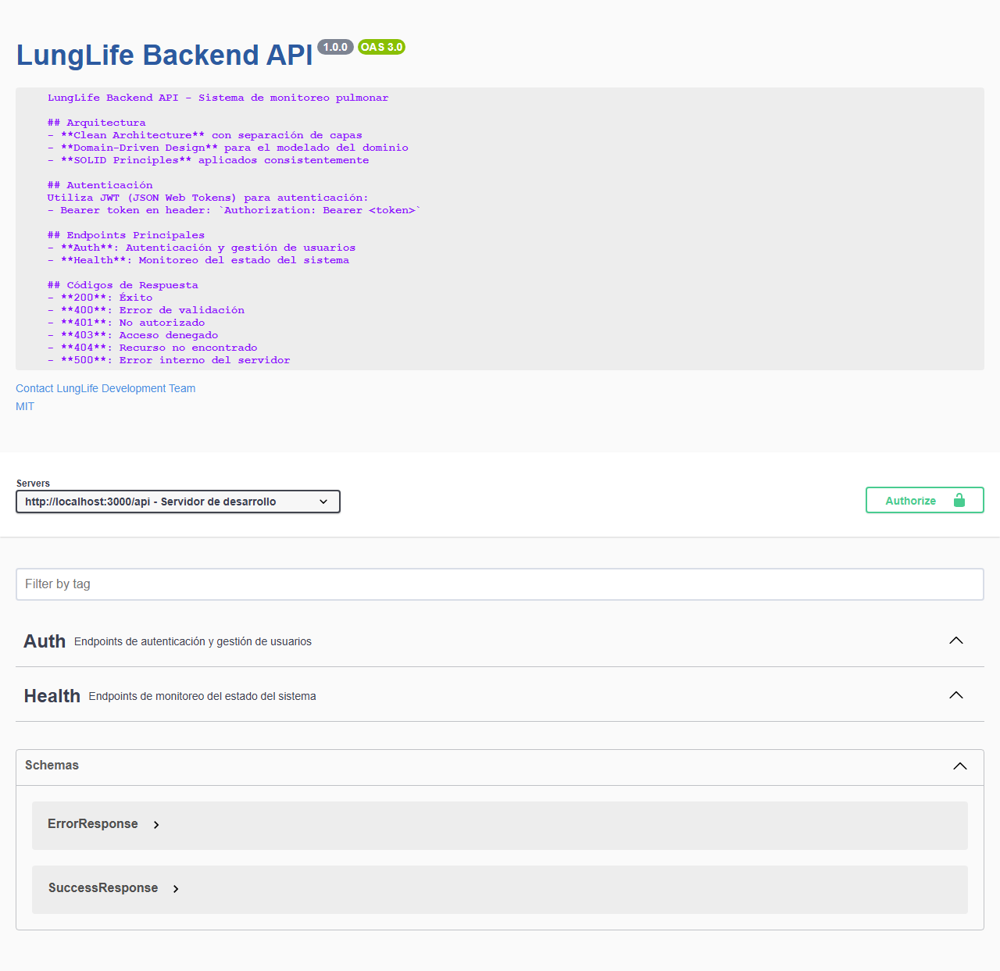 LungLife Backend API 1.0.0 OAS 3.0
LungLife Backend API - Sistema de monitoreo pulmonar
## Arquitectura
- **Clean Architecture** con separación de capas
- **Domain-Driven Design** para el modelado del dominio
- **SOLID Principles** aplicados consistentemente
## Autenticación
Utiliza JWT (JSON Web Tokens) para autenticación:
- Bearer token en header: `Authorization: Bearer <token>`
## Endpoints Principales
- **Auth**: Autenticación y gestión de usuarios
- **Health**: Monitoreo del estado del sistema
## Códigos de Respuesta
- **200**: Éxito
- **400**: Error de validación
- **401**: No autorizado
- **403**: Acceso denegado
- **404**: Recurso no encontrado
- **500**: Error interno del servidor
Contact LungLife Development Team
MIT
Servers
http://localhost:3000/api - Servidor de desarrollo
Authorize
Filter by tag
Auth Endpoints de autenticación y gestión de usuarios
Health Endpoints de monitoreo del estado del sistema
Schemas
ErrorResponse
SuccessResponse